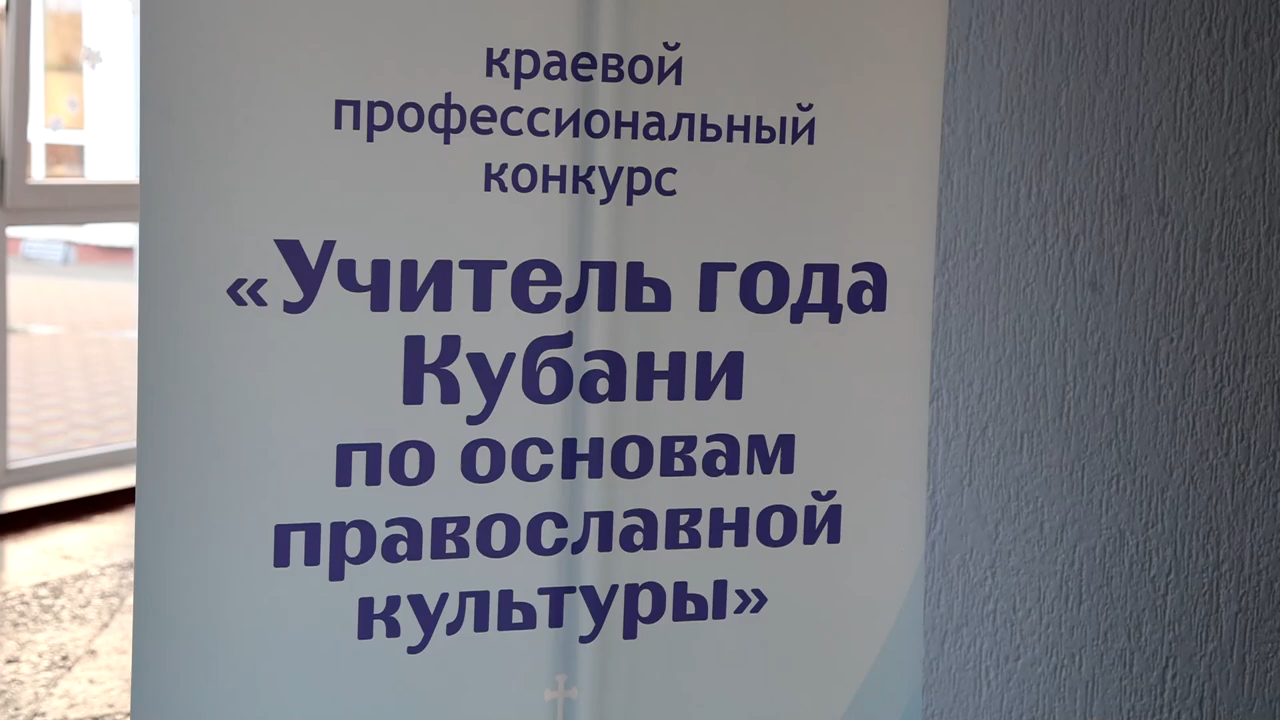 краевой
профессиональный
конкурс
«Учитель года
Кубани
по основам
православной
культуры»